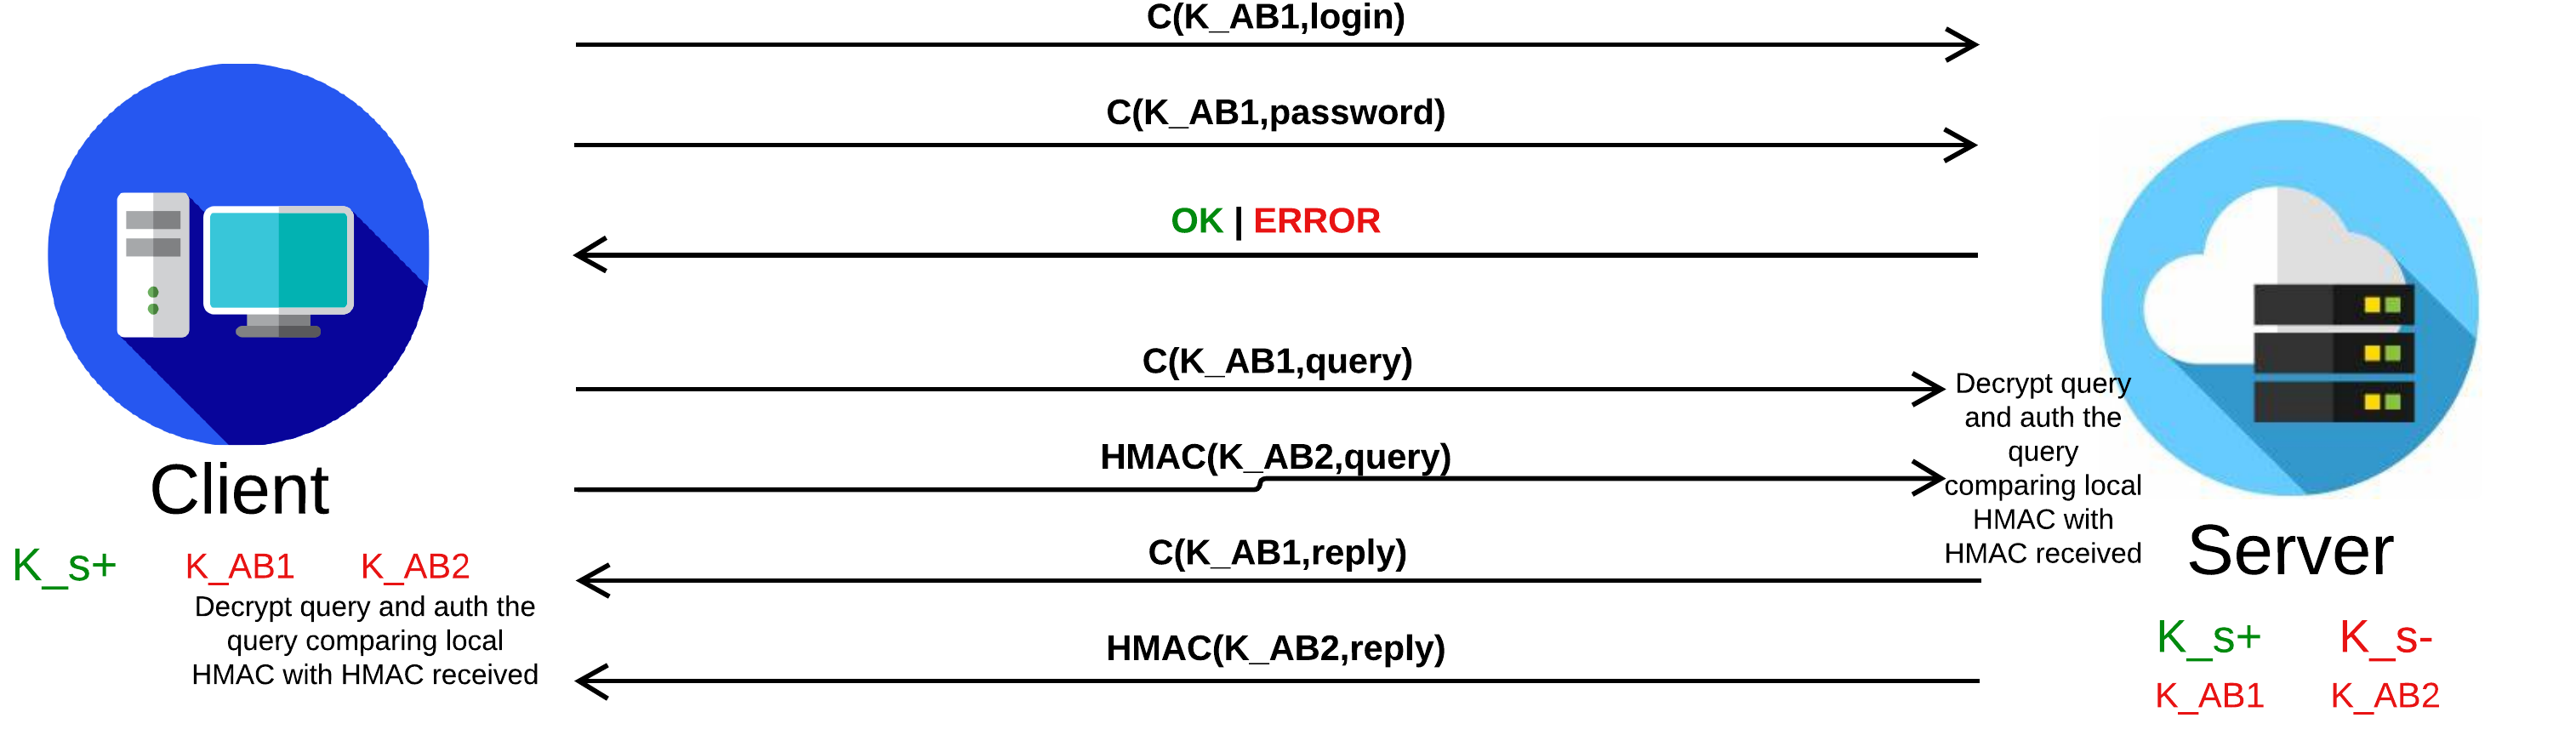 C(K_AB1,login)
C(K_AB1,password)
OK | ERROR
C(K_AB1,query)
Decrypt query
and auth the
query
comparing local
HMAC with
HMAC received
HMAC(K_AB2,query)
C(K_AB1,reply)
HMAC(K_AB2,reply)
Client
K_s+ K_AB1 K_AB2
Decrypt query and auth the
query comparing local
HMAC with HMAC received
Server
K_s+ K_s-
K_AB1 K_AB2